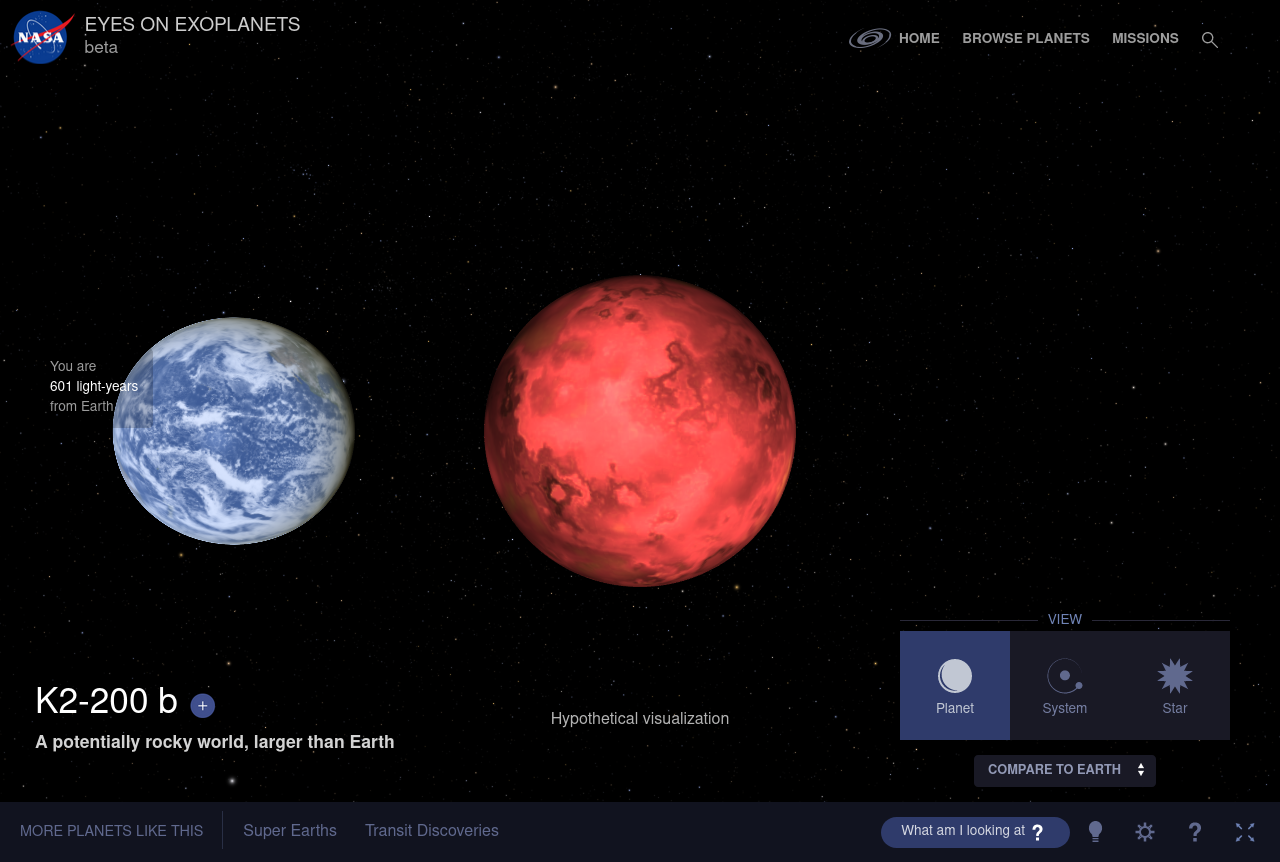 NASA
EYES ON EXOPLANETS
beta
HOME
BROWSE PLANETS
MISSIONS
You are
601 light-years
from Earth
VIEW
Planet
System
Star
K2-200 b +
A potentially rocky world, larger than Earth
Hypothetical visualization
COMPARE TO EARTH
MORE PLANETS LIKE THIS
Super Earths
Transit Discoveries
What am I looking at ?
?